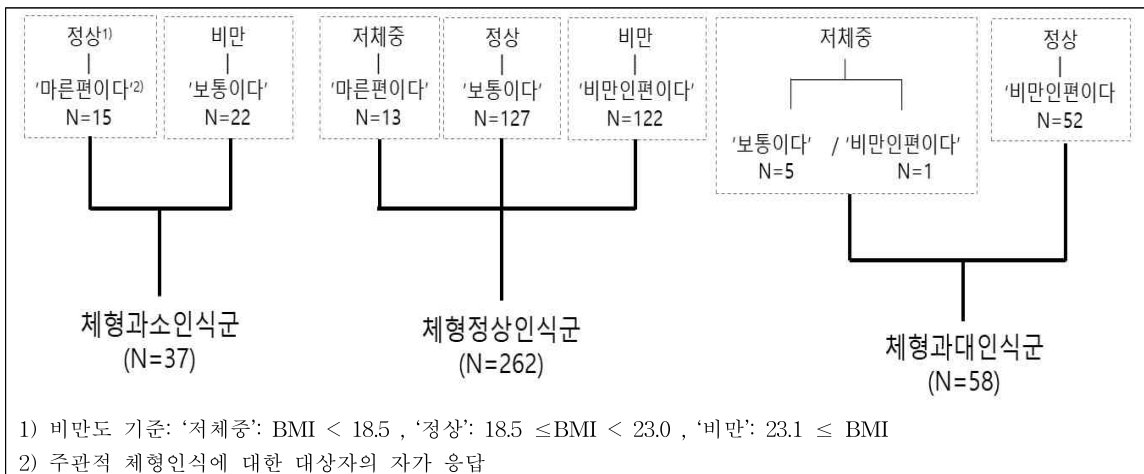 정상1) 비만 저체중 정상 비만 저체중 정상
'마른편이다'2) '보통이다' '마른편이다' '보통이다' '비만인편이다' '비만인편이다
N=15 N=22 N=13 N=127 N=122 N=52
'보통이다' / '비만인편이다'
N=5 N=1
체형과소인식군 체형정상인식군 체형과대인식군
(N=37) (N=262) (N=58)
1) 비만도 기준: ‘저체중’: BMI < 18.5 , ‘정상’: 18.5 ≤BMI < 23.0 , ‘비만’: 23.1 ≤ BMI
2) 주관적 체형인식에 대한 대상자의 자가 응답